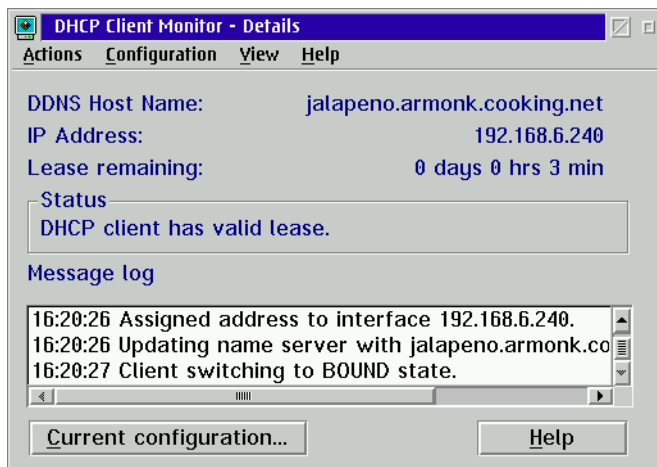 DHCP Client Monitor - Details
Actions Configuration View Help
DDNS Host Name: jalapeno.armonk.cooking.net
IP Address: 192.168.6.240
Lease remaining: 0 days 0 hrs 3 min
Status
DHCP client has valid lease.
Message log
16:20:26 Assigned address to interface 192.168.6.240.
16:20:26 Updating name server with jalapeno.armonk.co
16:20:27 Client switching to BOUND state.
Current configuration... Help